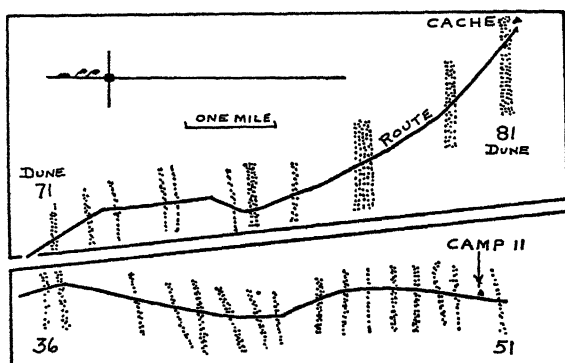 CACHE
ONE MILE
ROUTE
81
DUNE
DUNE
71
CAMP II
36
51